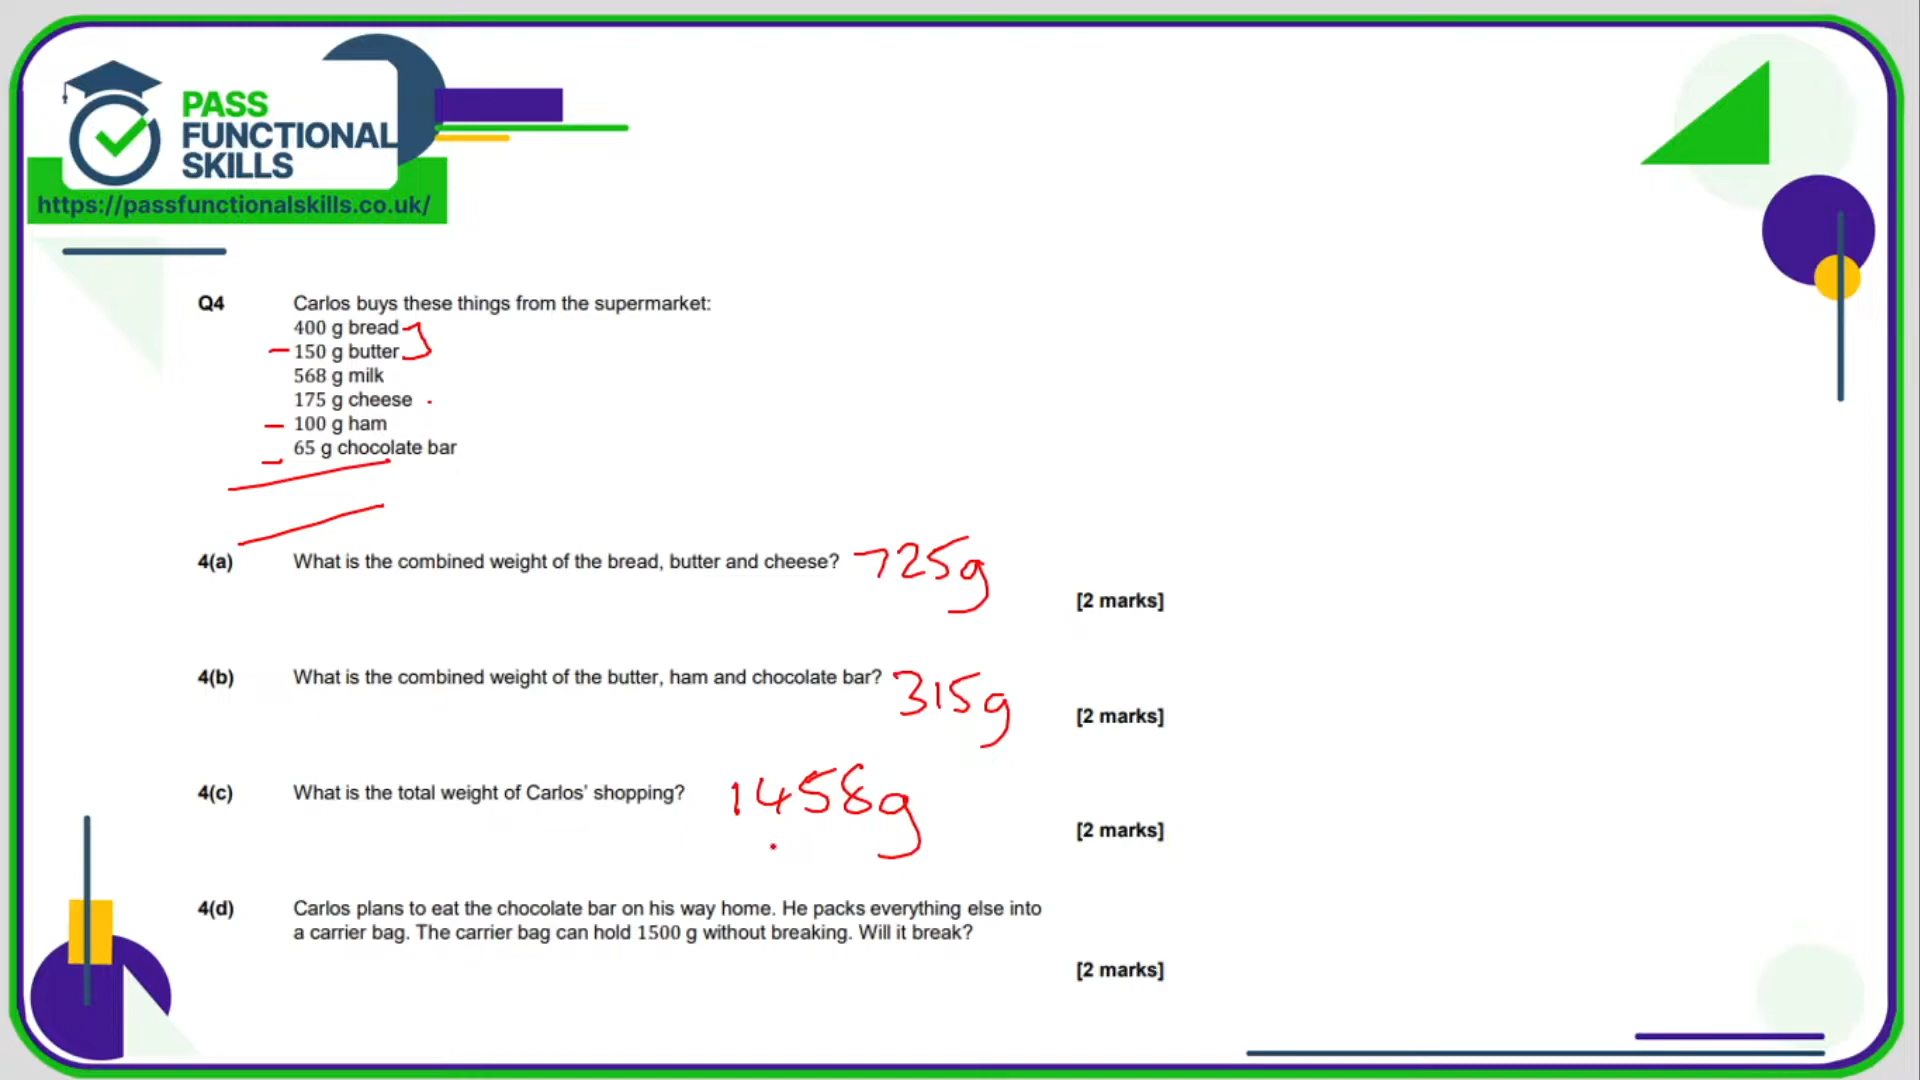 PASS
FUNCTIONAL
SKILLS
https://passfunctionalskills.co.uk/
Q4 Carlos buys these things from the supermarket:
400 g bread
150 g butter
568 g milk
175 g cheese
100 g ham
65 g chocolate bar
4(a) What is the combined weight of the bread, butter and cheese? 725g
[2 marks]
4(b) What is the combined weight of the butter, ham and chocolate bar? 315g
[2 marks]
4(c) What is the total weight of Carlos’ shopping? 1458g
[2 marks]
4(d) Carlos plans to eat the chocolate bar on his way home. He packs everything else into
a carrier bag. The carrier bag can hold 1500 g without breaking. Will it break?
[2 marks]